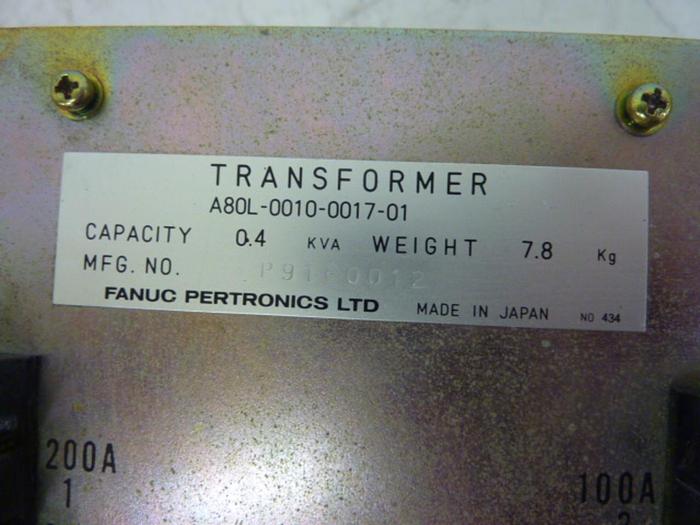 TRANSFORMER
A80L-0010-0017-01
CAPACITY 0.4 KVA WEIGHT 7.8 Kg
MFG. NO.
FANUC PERTRONICS LTD MADE IN JAPAN NO 434
200A 100A
1